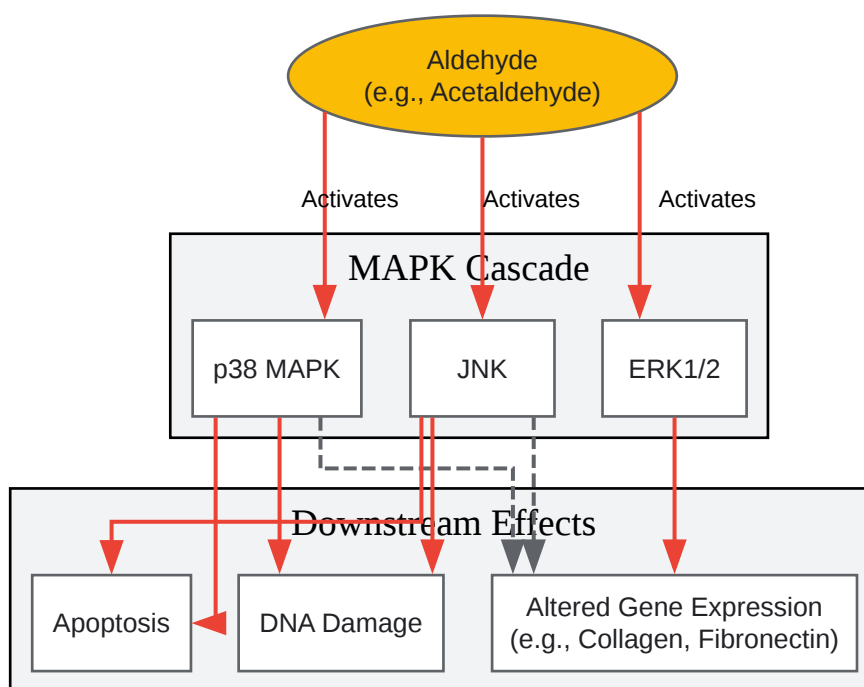 Aldehyde
(e.g., Acetaldehyde)
Activates
Activates
Activates
MAPK Cascade
p38 MAPK
JNK
ERK1/2
Downstream Effects
Apoptosis
DNA Damage
Altered Gene Expression
(e.g., Collagen, Fibronectin)